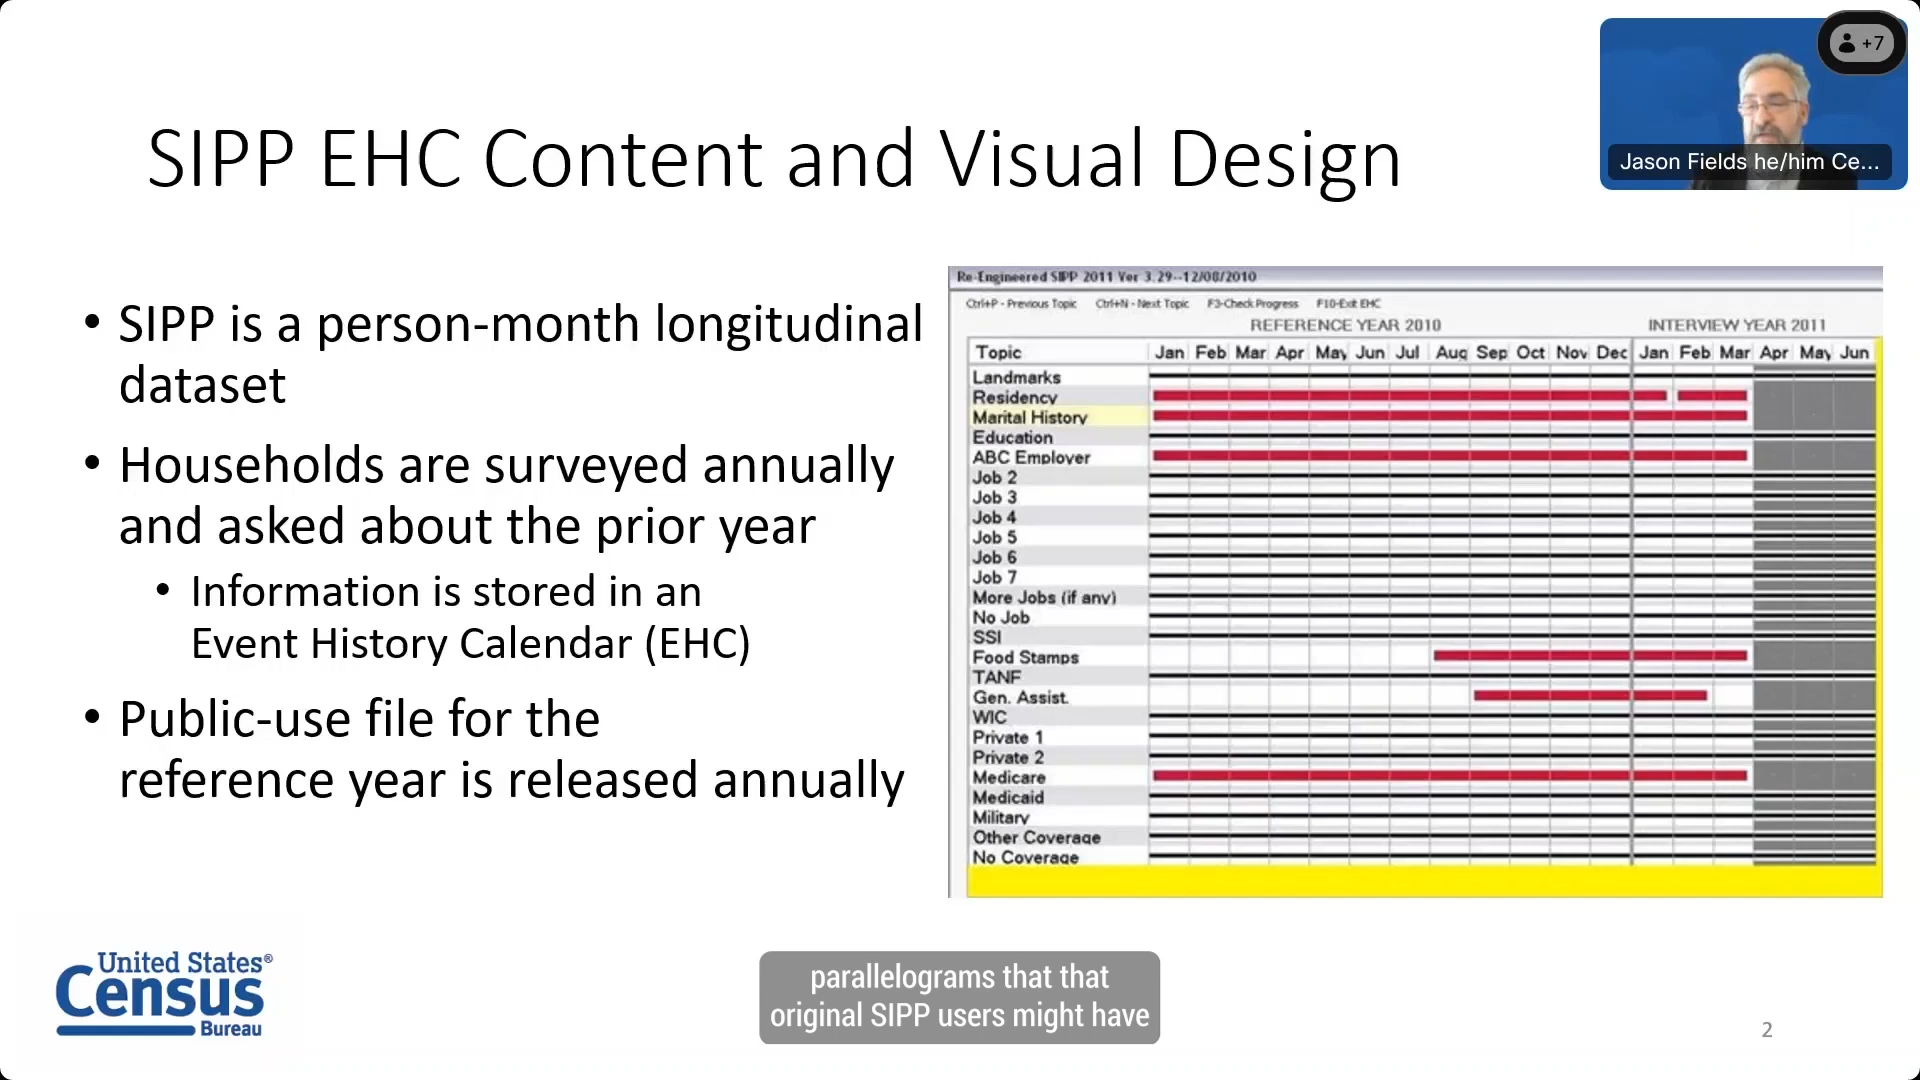 +7
Jason Fields he/him Ce...
SIPP EHC Content and Visual Design
• SIPP is a person-month longitudinal
dataset
• Households are surveyed annually
and asked about the prior year
• Information is stored in an
Event History Calendar (EHC)
• Public-use file for the
reference year is released annually
Re-Engineered SIPP 2011 Ver 3.29--12/08/2010
Ctrl+P - Previous Topic Ctrl+N - Next Topic F3-Check Progress F10-Exit EHC
REFERENCE YEAR 2010 INTERVIEW YEAR 2011
Topic Jan Feb Mar Apr May Jun Jul Aug Sep Oct Nov Dec Jan Feb Mar Apr May Jun
Landmarks
Residency
Marital History
Education
ABC Employer
Job 2
Job 3
Job 4
Job 5
Job 6
Job 7
More Jobs (if any)
No Job
SSI
Food Stamps
TANF
Gen. Assist.
WIC
Private 1
Private 2
Medicare
Medicaid
Military
Other Coverage
No Coverage
United States®
Census
Bureau
parallelograms that that
original SIPP users might have
2